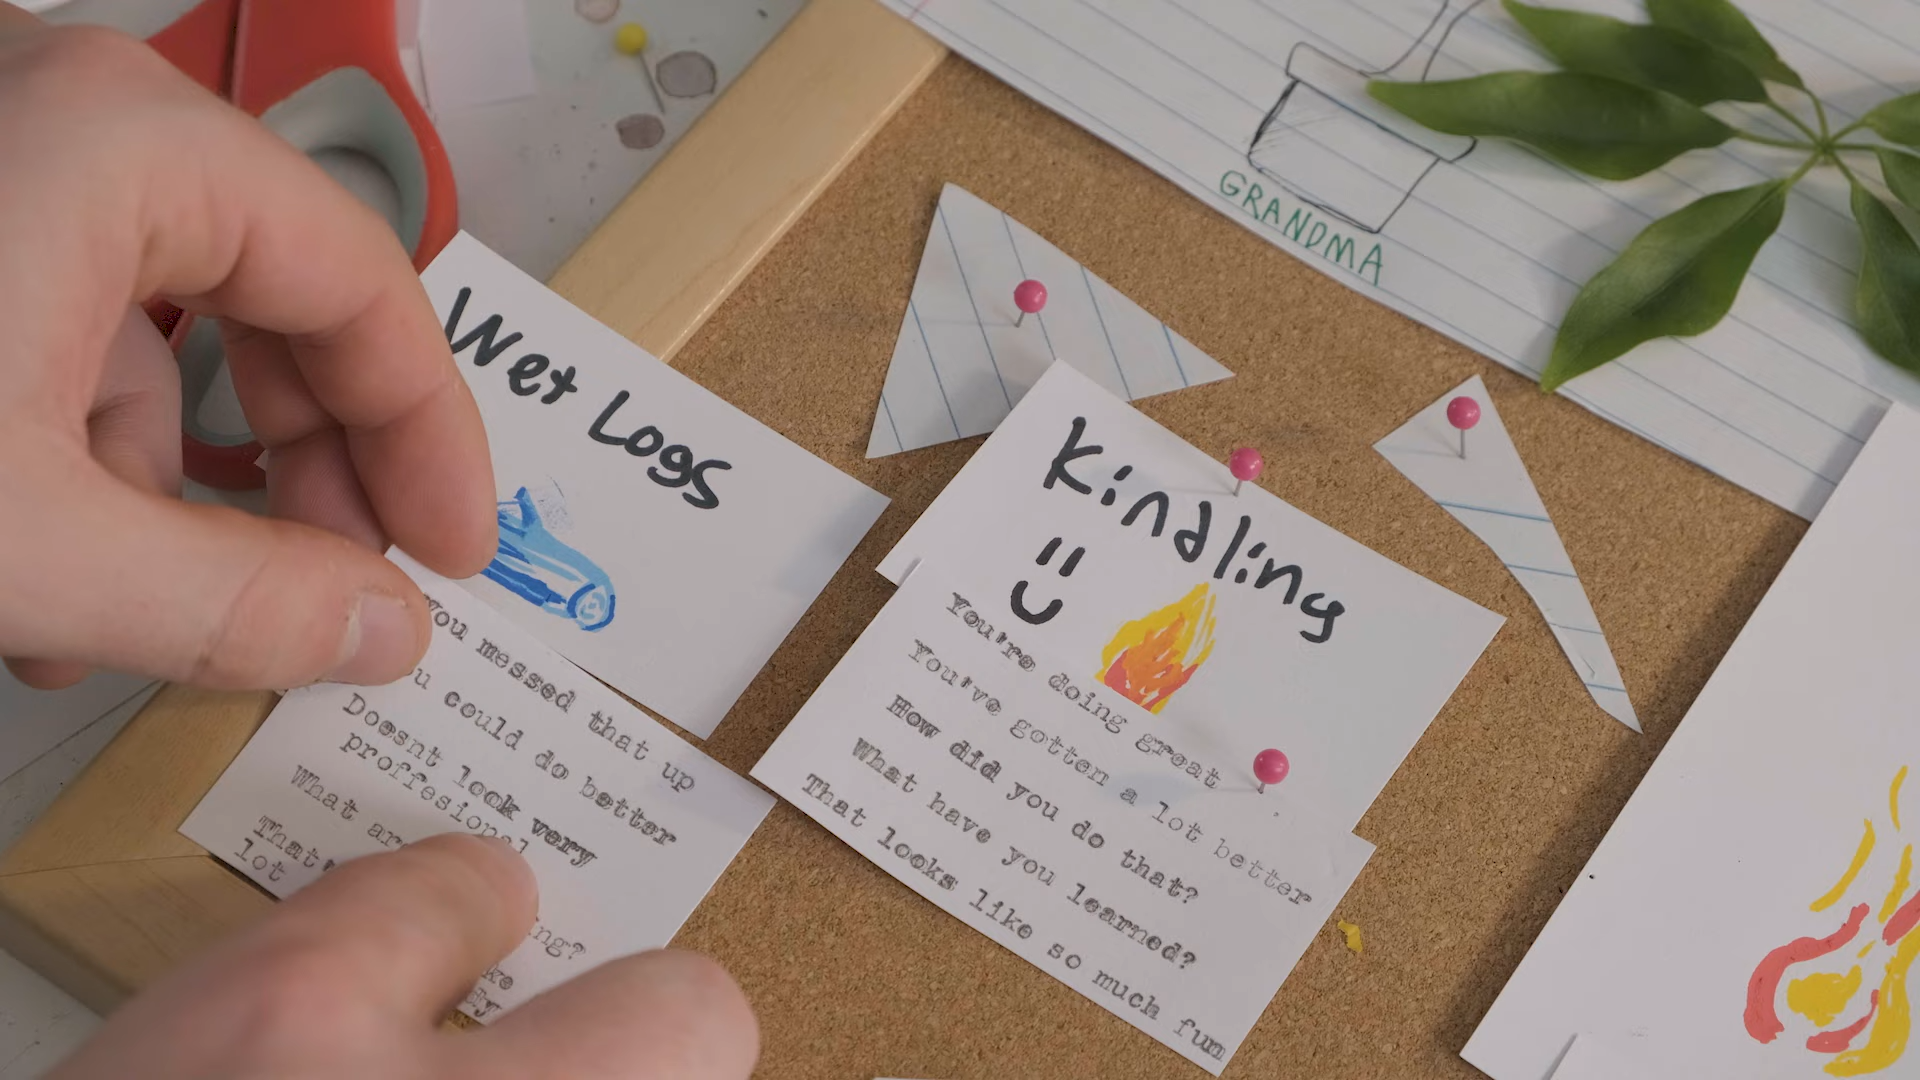 GRANDMA
Wet Logs
You messed that up
could do better
Doesnt look very
proffesional
What
lot
Kindling
You're doing great
You've gotten a lot better
How did you do that?
What have you learned?
That looks like so much fun